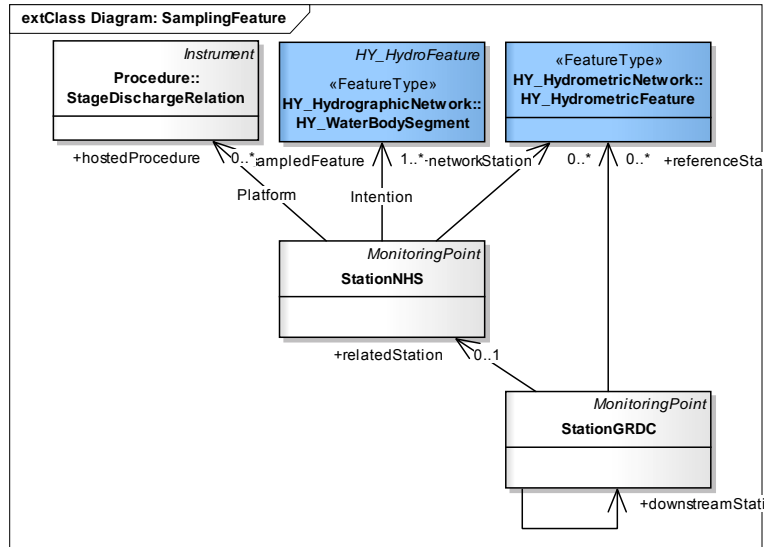 extClass Diagram: SamplingFeature
Instrument
Procedure::
StageDischargeRelation
HY_HydroFeature
«FeatureType»
HY_HydrographicNetwork::
HY_WaterBodySegment
«FeatureType»
HY_HydrometricNetwork::
HY_HydrometricFeature
+hostedProcedure
0..*
ampledFeature
1..*
-networkStation
0..*
0..*
+referenceSta
Platform
Intention
MonitoringPoint
StationNHS
+relatedStation
0..1
MonitoringPoint
StationGRDC
+downstreamStati